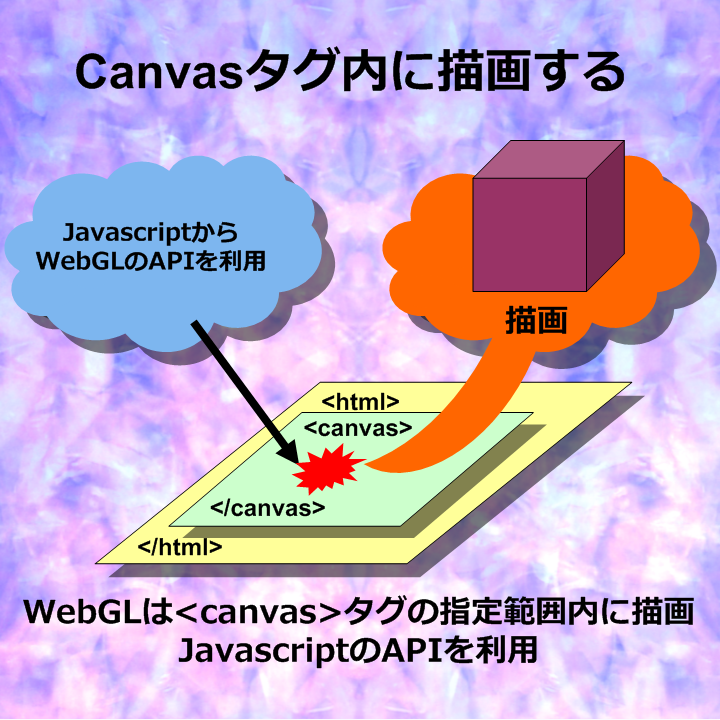 Canvasタグ内に描画する
Javascriptから
WebGLのAPIを利用
描画
<html>
<canvas>
</canvas>
</html>
WebGLは<canvas>タグの指定範囲内に描画
JavascriptのAPIを利用